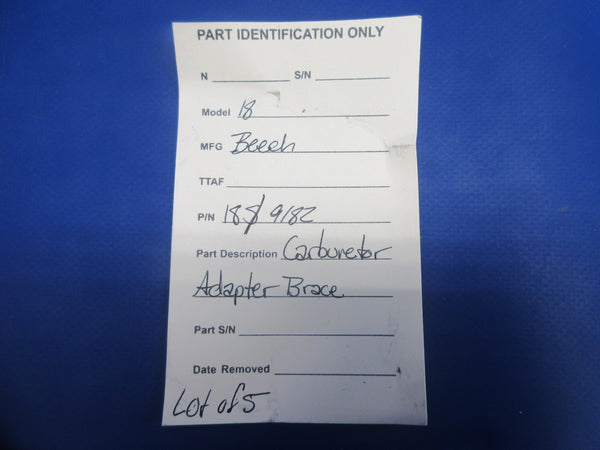 PART IDENTIFICATION ONLY
N S/N
Model 18
MFG Beech
TTAF
P/N 189182
Part Description Carburetor
Adapter Brace
Part S/N
Date Removed
Lot of 5